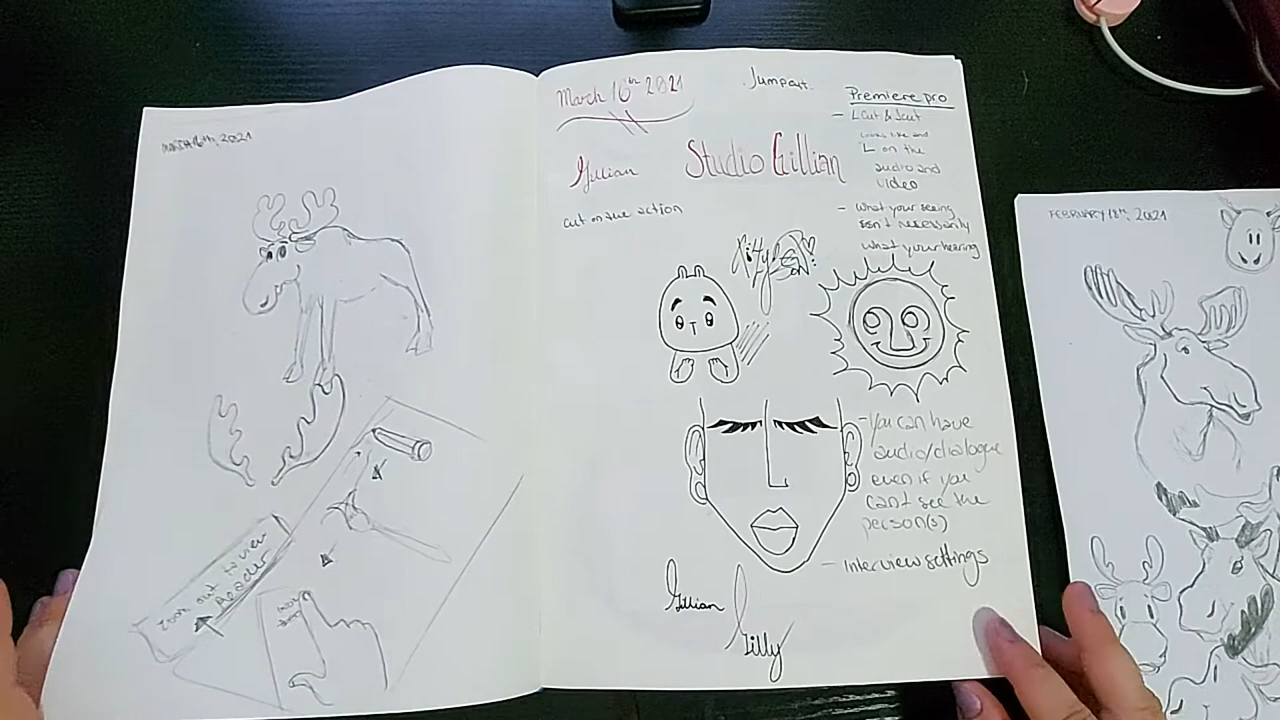 MARCH 16th, 2021
March 16th 2021
Jumpcut
Premiere pro
- L cut & J cut
looks like and
L on the
audio and
video
Gillian
Studio Gillian
cut on the action
- What your seeing
isn't necessarily
what your hearing
- You can have
audio/dialogue
even if you
can't see the
person(s)
- Interview settings
Gillian
Gilly
Zoom out to view
Header
FEBRUARY 18th, 2021